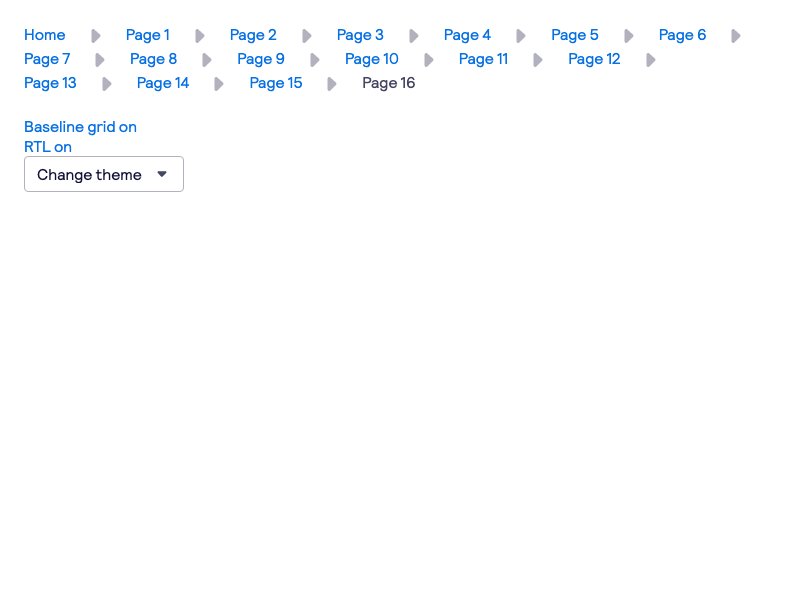 Home Page 1 Page 2 Page 3 Page 4 Page 5 Page 6
Page 7 Page 8 Page 9 Page 10 Page 11 Page 12
Page 13 Page 14 Page 15 Page 16
Baseline grid on
RTL on
Change theme